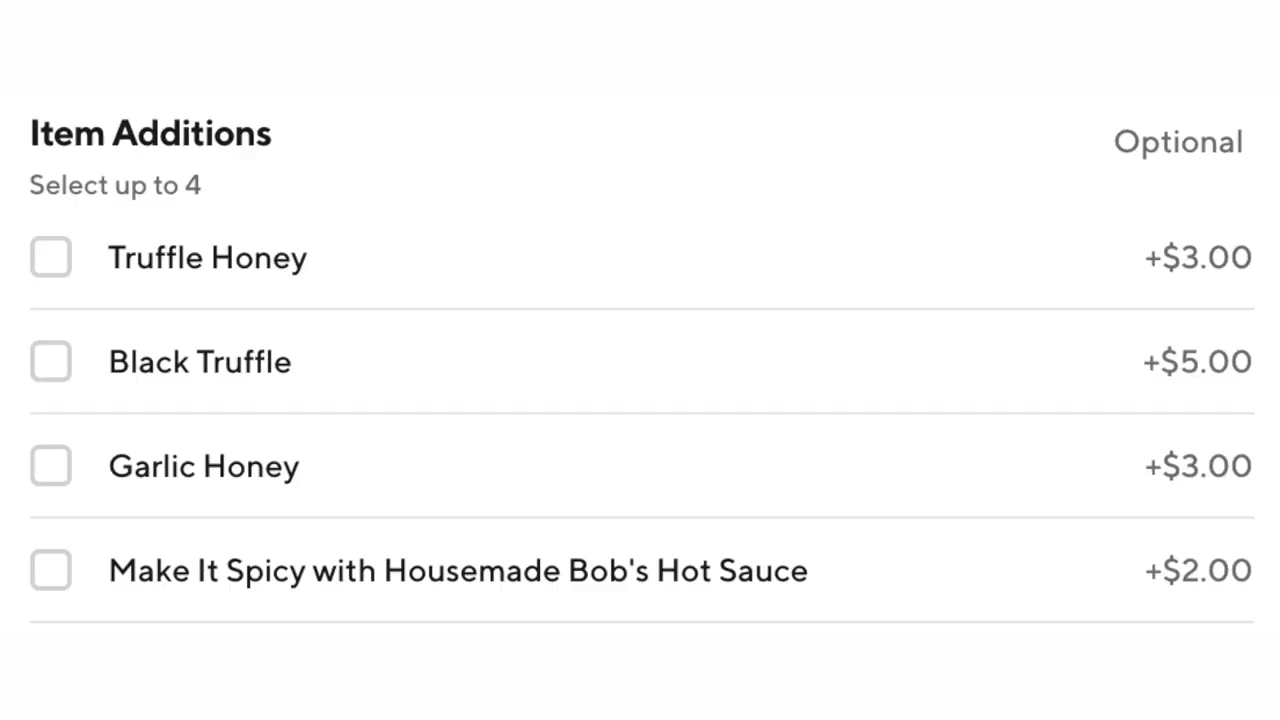 Item Additions
Optional
Select up to 4
Truffle Honey +$3.00
Black Truffle +$5.00
Garlic Honey +$3.00
Make It Spicy with Housemade Bob's Hot Sauce +$2.00